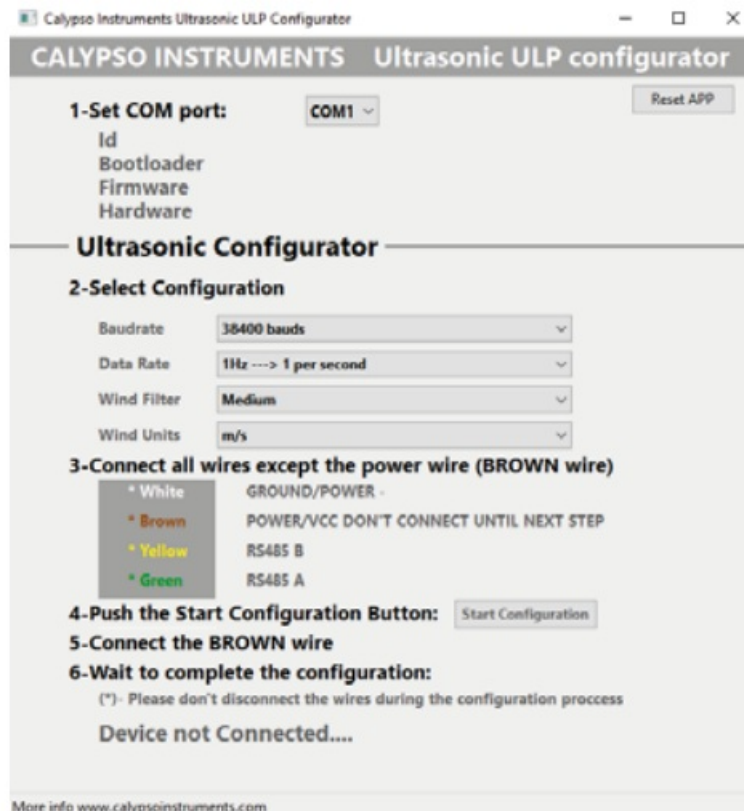 Calypso Instruments Ultrasonic ULP Configurator
CALYPSO INSTRUMENTS Ultrasonic ULP configurator
1-Set COM port: COM1 Reset APP
Id
Bootloader
Firmware
Hardware
Ultrasonic Configurator
2-Select Configuration
Baudrate 38400 bauds
Data Rate 1Hz ---> 1 per second
Wind Filter Medium
Wind Units m/s
3-Connect all wires except the power wire (BROWN wire)
* White GROUND/POWER -
* Brown POWER/VCC DON'T CONNECT UNTIL NEXT STEP
* Yellow RS485 B
* Green RS485 A
4-Push the Start Configuration Button: Start Configuration
5-Connect the BROWN wire
6-Wait to complete the configuration:
(*)- Please don't disconnect the wires during the configuration proccess
Device not Connected....
More info www.calypsoinstruments.com